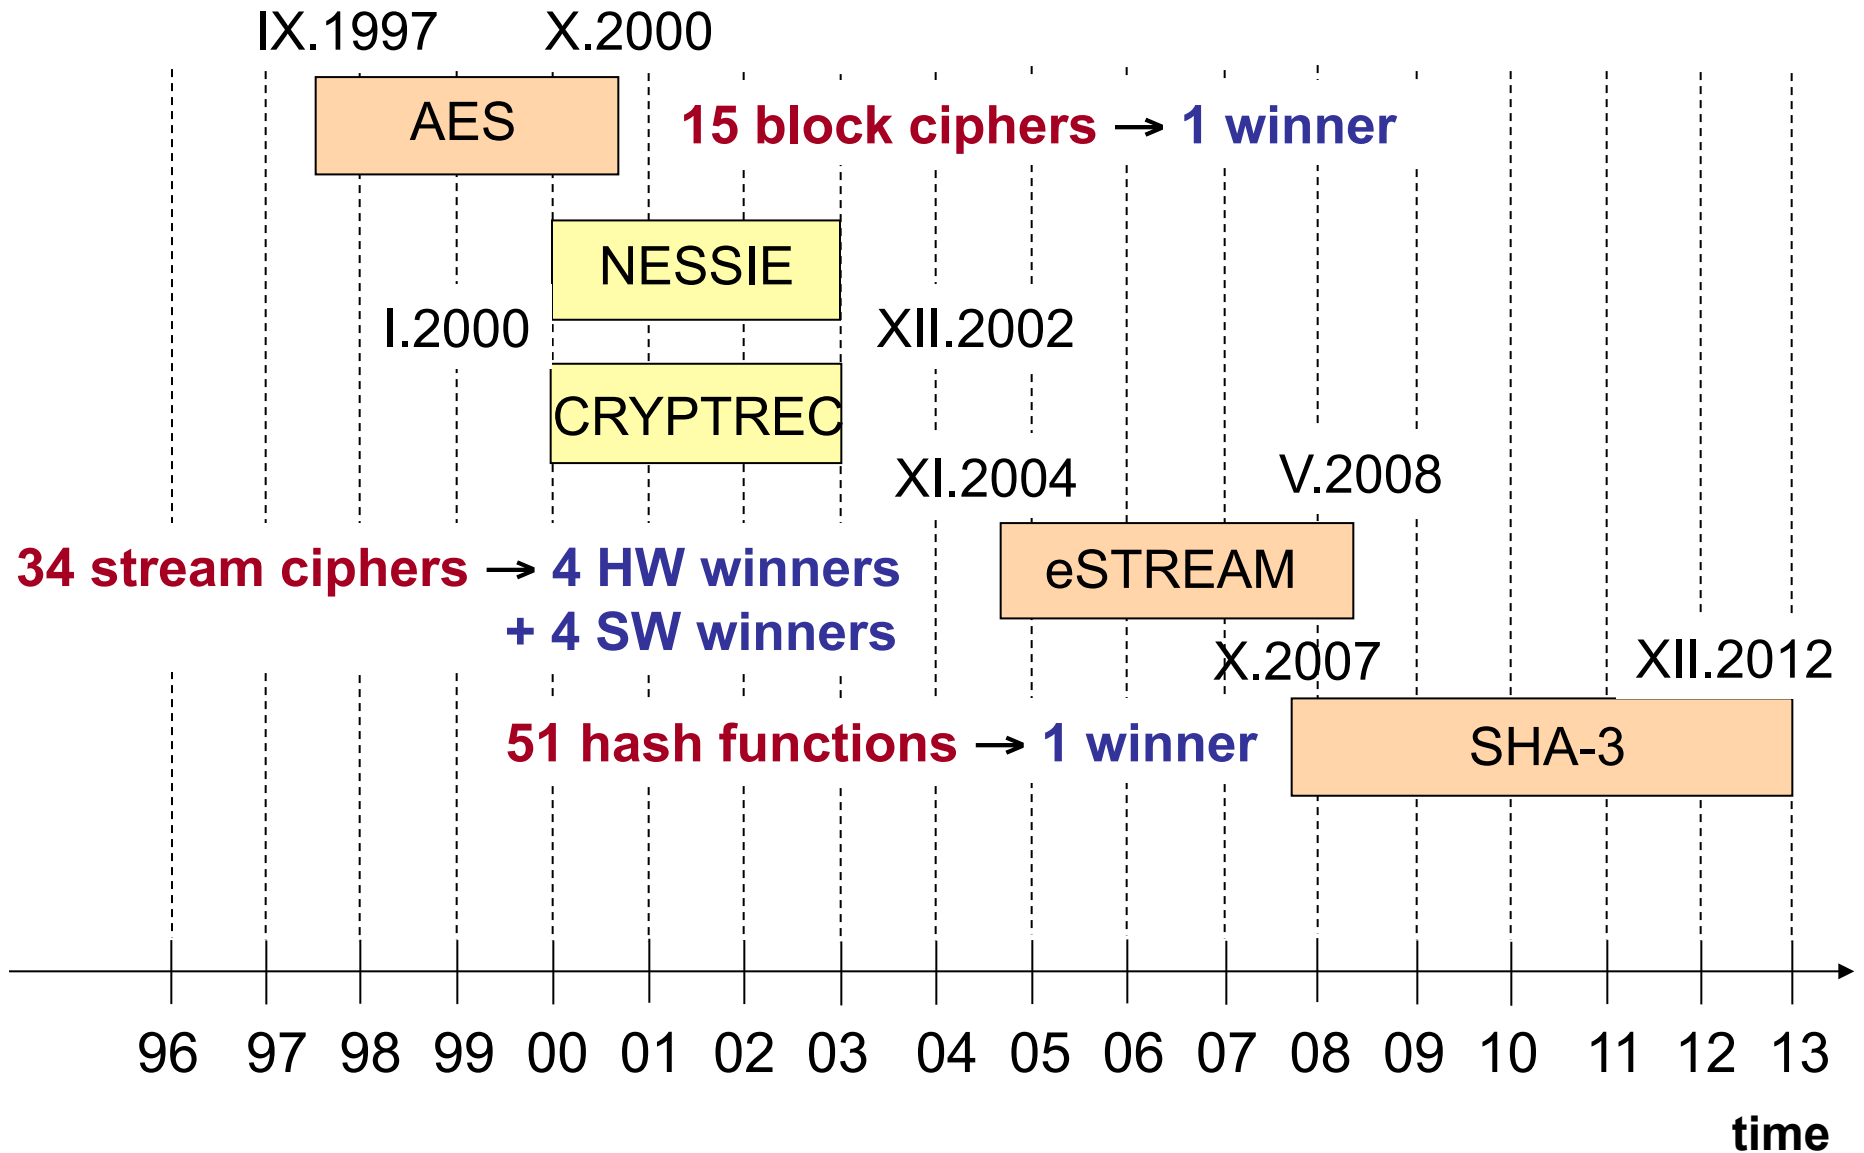 IX.1997 X.2000
AES
15 block ciphers → 1 winner
NESSIE
I.2000 XII.2002
CRYPTREC
XI.2004 V.2008
34 stream ciphers → 4 HW winners
+ 4 SW winners
eSTREAM
X.2007 XII.2012
51 hash functions → 1 winner
SHA-3
96 97 98 99 00 01 02 03 04 05 06 07 08 09 10 11 12 13
time